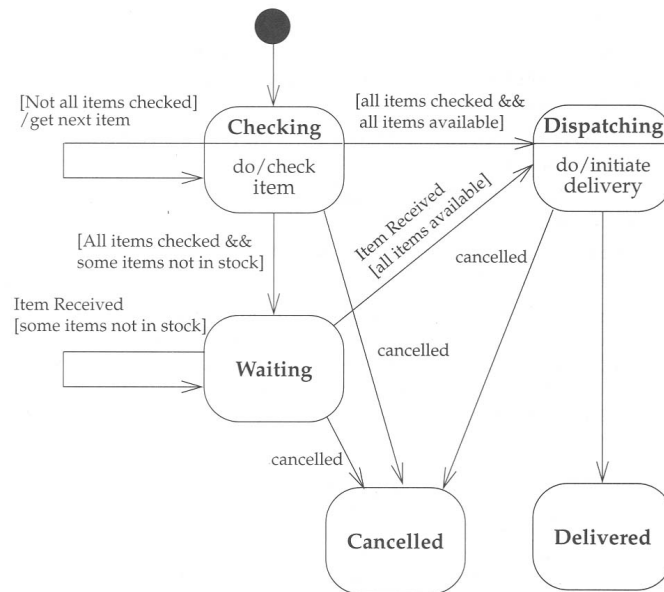 [Not all items checked]
/get next item
[all items checked &&
all items available]
Checking
do/check
item
Dispatching
do/initiate
delivery
[All items checked &&
some items not in stock]
Item Received
[all items available]
cancelled
Item Received
[some items not in stock]
Waiting
cancelled
cancelled
Cancelled
Delivered